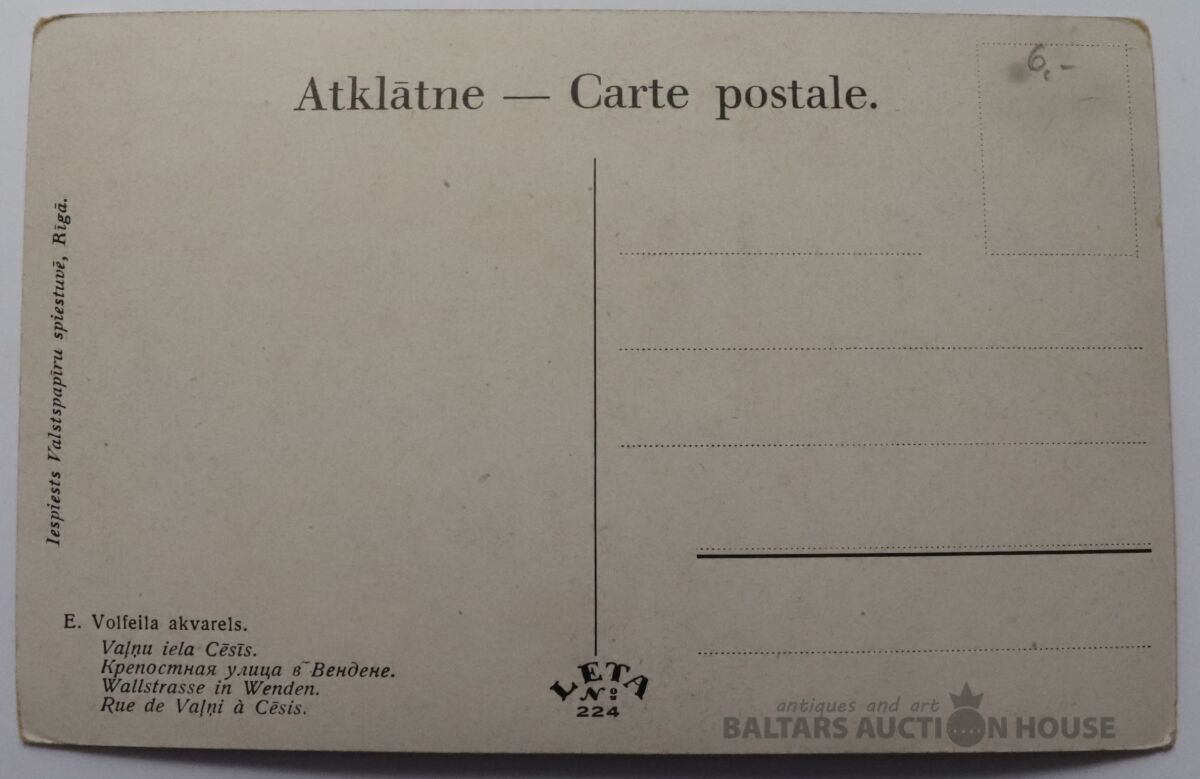 6,-
Atklātne — Carte postale.
Iespiests Valstspapīru spiestuvē, Rīgā.
E. Volfeila akvarels.
Vaļņu iela Cēsīs.
Крепостная улица в Вендене.
Wallstrasse in Wenden.
Rue de Vaļņi à Cēsis.
LETA
№
224
antiques and art
BALTARS AUCTION HOUSE